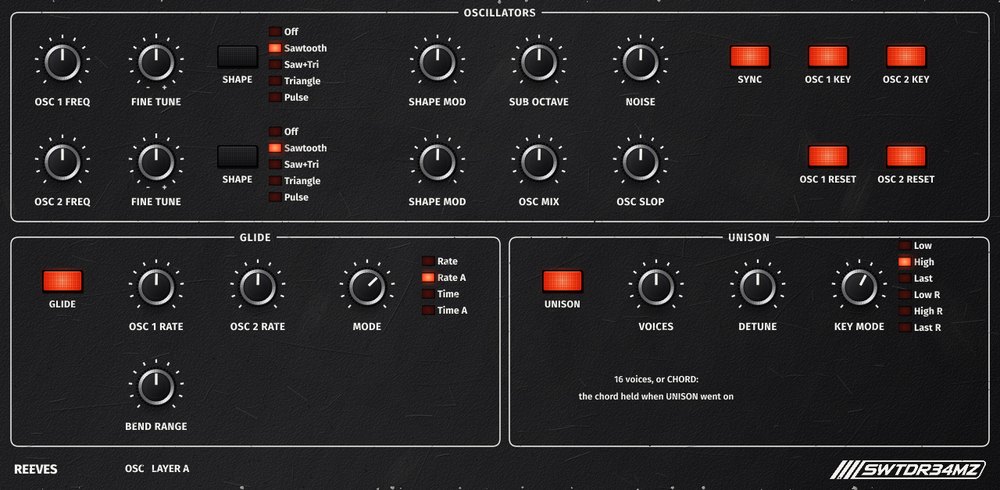 OSCILLATORS
Off
Sawtooth
Saw+Tri
Triangle
Pulse
OSC 1 FREQ
- +
FINE TUNE
SHAPE
SHAPE MOD
SUB OCTAVE
NOISE
SYNC
OSC 1 KEY
OSC 2 KEY
Off
Sawtooth
Saw+Tri
Triangle
Pulse
OSC 2 FREQ
- +
FINE TUNE
SHAPE
SHAPE MOD
OSC MIX
OSC SLOP
OSC 1 RESET
OSC 2 RESET
GLIDE
GLIDE
OSC 1 RATE
OSC 2 RATE
MODE
Rate
Rate A
Time
Time A
BEND RANGE
UNISON
UNISON
VOICES
DETUNE
KEY MODE
Low
High
Last
Low R
High R
Last R
16 voices, or CHORD:
the chord held when UNISON went on
REEVES
OSC LAYER A
SWTDR34MZ